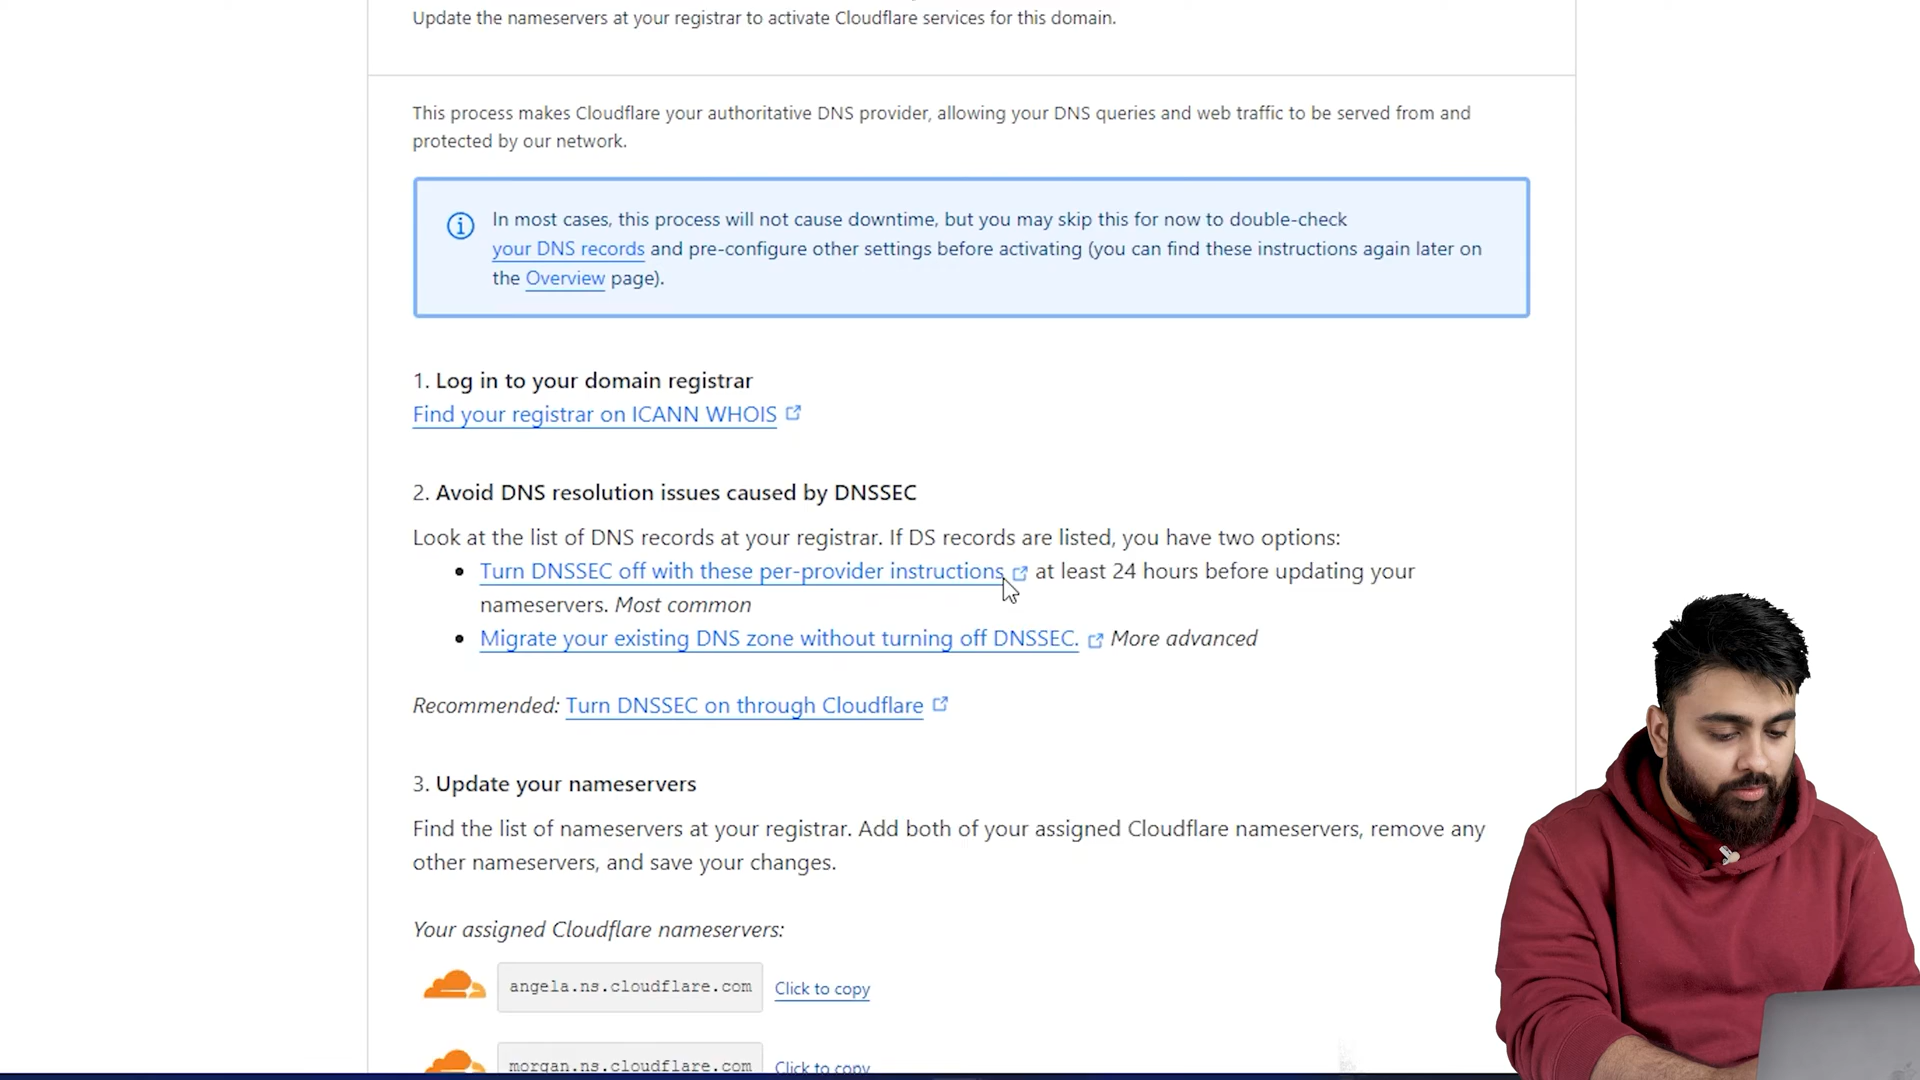 Update the nameservers at your registrar to activate Cloudflare services for this domain.
This process makes Cloudflare your authoritative DNS provider, allowing your DNS queries and web traffic to be served from and
protected by our network.
In most cases, this process will not cause downtime, but you may skip this for now to double-check
your DNS records and pre-configure other settings before activating (you can find these instructions again later on
the Overview page).
1. Log in to your domain registrar
Find your registrar on ICANN WHOIS
2. Avoid DNS resolution issues caused by DNSSEC
Look at the list of DNS records at your registrar. If DS records are listed, you have two options:
• Turn DNSSEC off with these per-provider instructions at least 24 hours before updating your
nameservers. Most common
• Migrate your existing DNS zone without turning off DNSSEC. More advanced
Recommended: Turn DNSSEC on through Cloudflare
3. Update your nameservers
Find the list of nameservers at your registrar. Add both of your assigned Cloudflare nameservers, remove any
other nameservers, and save your changes.
Your assigned Cloudflare nameservers:
angela.ns.cloudflare.com Click to copy
morgan.ns.cloudflare.com Click to copy